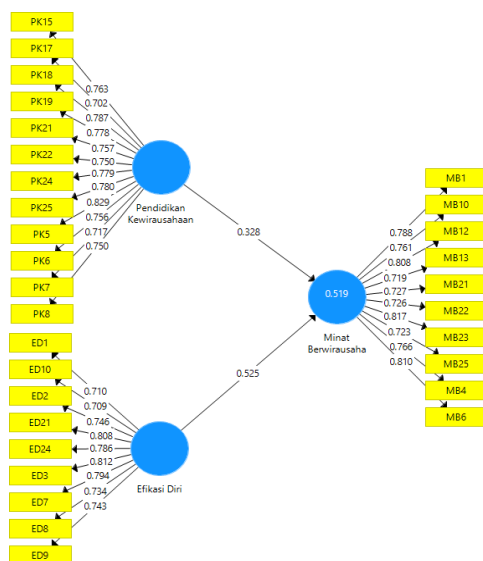 PK15
PK17
PK18
PK19
PK21
PK22
PK24
PK25
PK5
PK6
PK7
PK8
0.763
0.702
0.787
0.778
0.757
0.750
0.779
0.780
0.829
0.756
0.717
0.750
Pendidikan
Kewirausahaan
0.328
ED1
ED10
ED2
ED21
ED24
ED3
ED7
ED8
ED9
0.710
0.709
0.746
0.808
0.786
0.812
0.794
0.734
0.743
Efikasi Diri
0.525
0.519
Minat
Berwirausaha
0.788
0.761
0.808
0.719
0.727
0.726
0.817
0.723
0.766
0.810
MB1
MB10
MB12
MB13
MB21
MB22
MB23
MB25
MB4
MB6